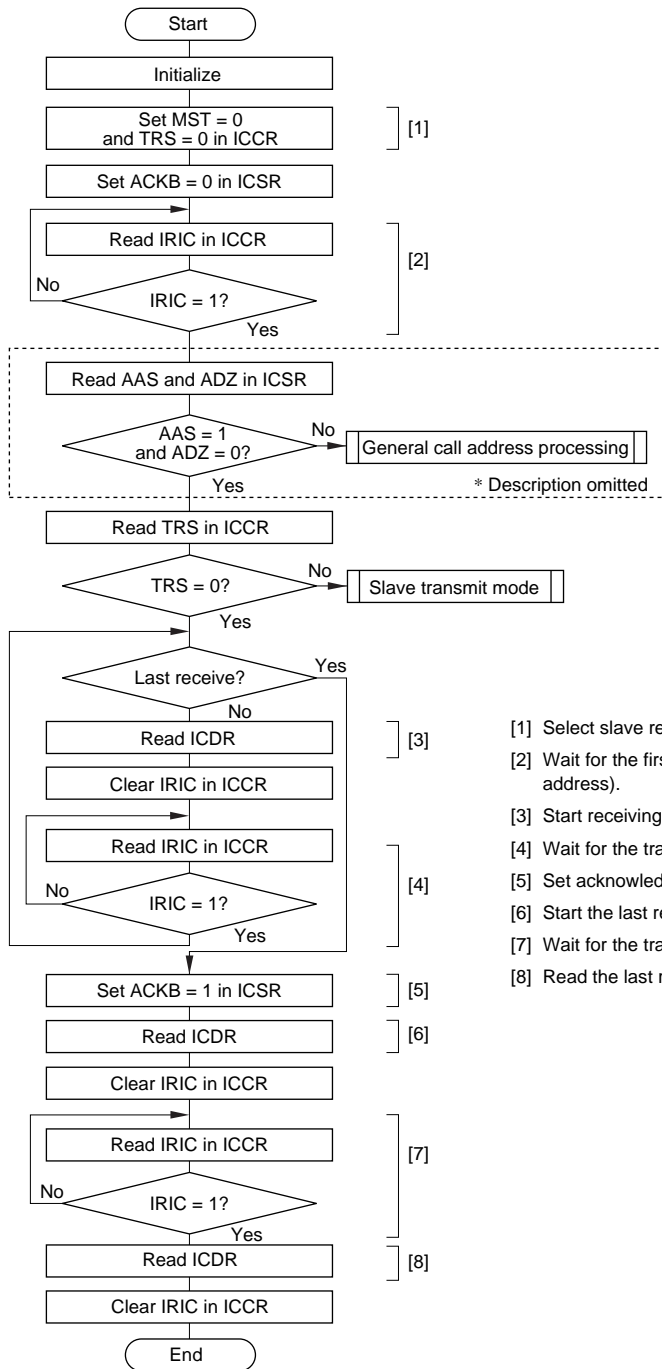 Start
Initialize
Set MST = 0
and TRS = 0 in ICCR
[1]
Set ACKB = 0 in ICSR
Read IRIC in ICCR
[2]
No
IRIC = 1?
Yes
Read AAS and ADZ in ICSR
AAS = 1
and ADZ = 0?
No
General call address processing
Yes
* Description omitted
Read TRS in ICCR
TRS = 0?
No
Slave transmit mode
Yes
Last receive?
Yes
No
Read ICDR
[3]
Clear IRIC in ICCR
Read IRIC in ICCR
[4]
No
IRIC = 1?
Yes
Set ACKB = 1 in ICSR
[5]
Read ICDR
[6]
Clear IRIC in ICCR
Read IRIC in ICCR
[7]
No
IRIC = 1?
Yes
Read ICDR
[8]
Clear IRIC in ICCR
End
[1] Select slave
[2] Wait for the
address).
[3] Start receiving
[4] Wait for the
[5] Set
[6] Start the last
[7] Wait for the
[8] Read the last